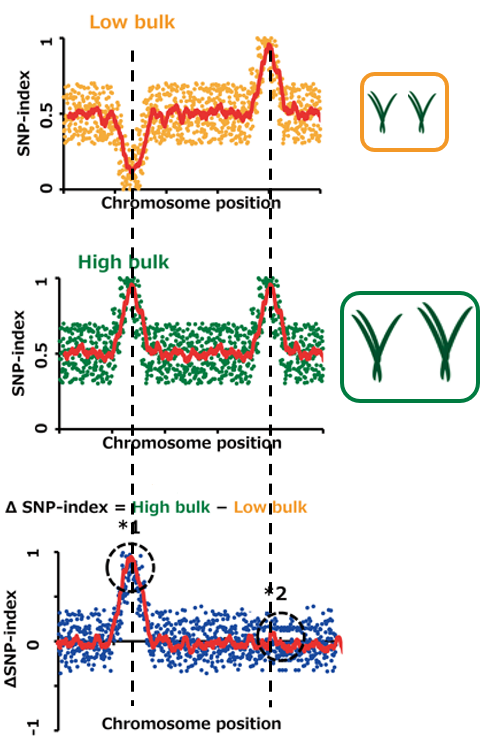 Low bulk
1
0.5
0
SNP-index
Chromosome position
High bulk
1
0.5
0
SNP-index
Chromosome position
Δ SNP-index = High bulk − Low bulk
*1
*2
1
0
-1
ΔSNP-index
Chromosome position